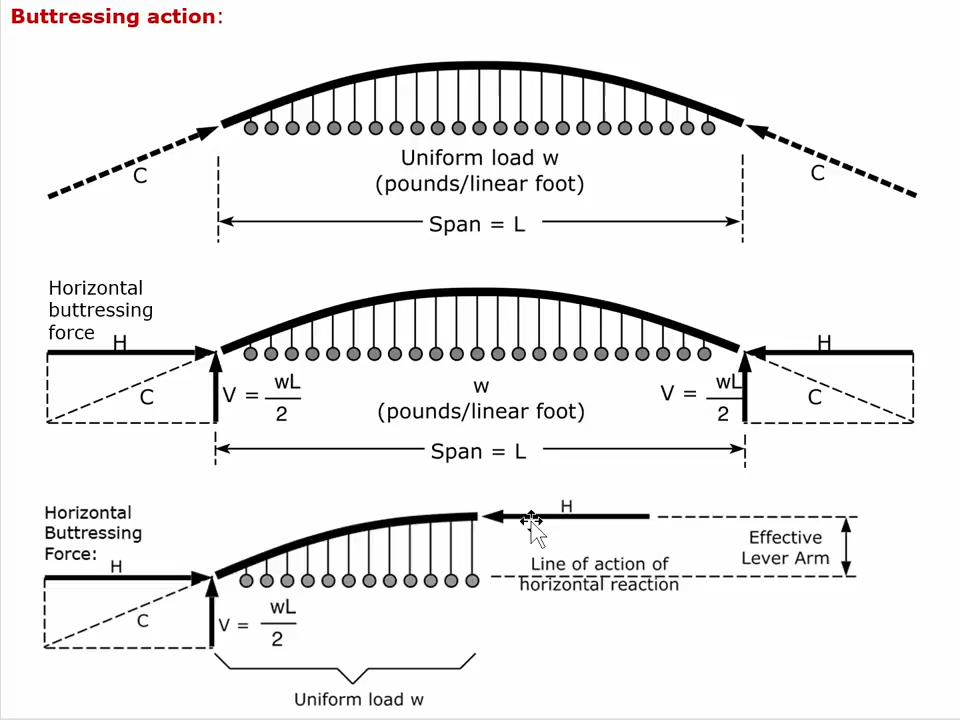 Buttressing action:
C
C
Uniform load w
(pounds/linear foot)
Span = L
Horizontal
buttressing
force
H
H
C
V = wL
2
w
(pounds/linear foot)
V = wL
2
C
Span = L
Horizontal
Buttressing
Force:
H
H
Effective
Lever Arm
Line of action of
horizontal reaction
C
V = wL
2
Uniform load w